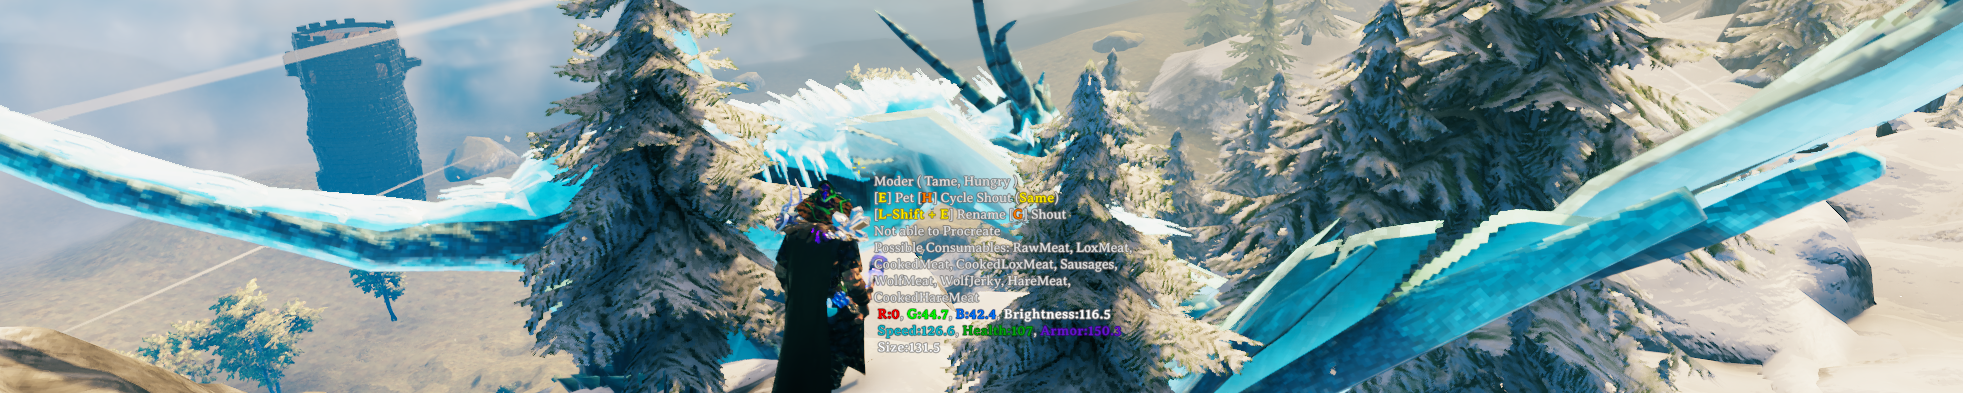 Moder ( Tame, Hungry )
[E] Pet [H] Cycle Shout (Same)
[L-Shift + E] Rename [G] Shout
Not able to Procreate
Possible Consumables: RawMeat, LoxMeat,
CookedMeat, CookedLoxMeat, Sausages,
WolfMeat, WolfJerky, HareMeat,
CookedHareMeat
R:0, G:44.7, B:42.4, Brightness:116.5
Speed:126.6, Health:107, Armor:150.3
Size:131.5